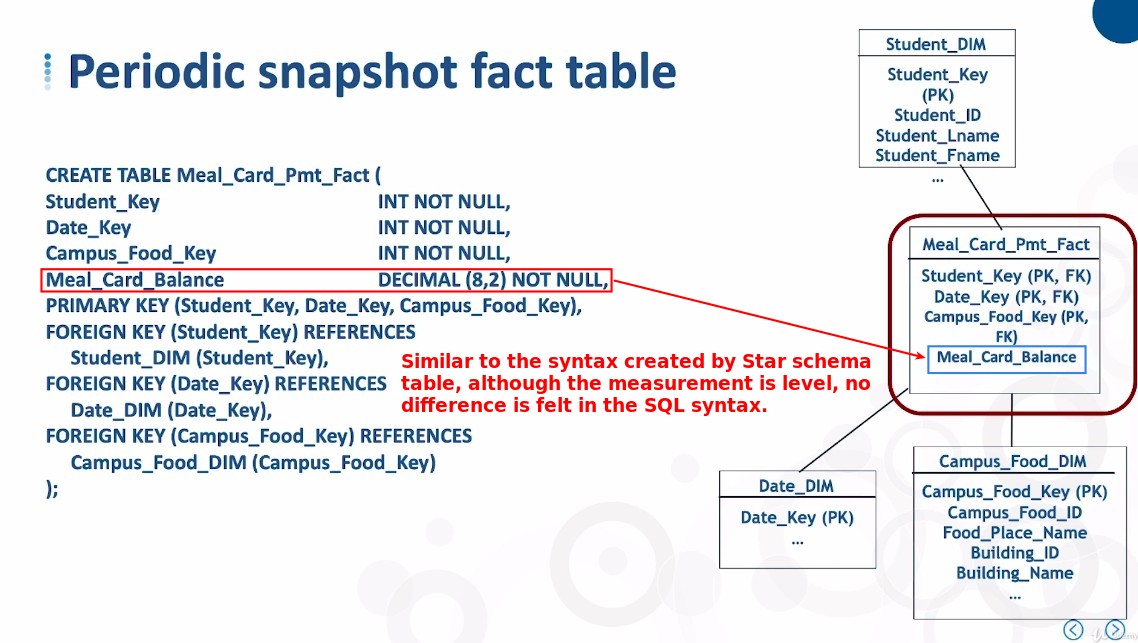 Periodic snapshot fact table
CREATE TABLE Meal_Card_Pmt_Fact (
Student_Key INT NOT NULL,
Date_Key INT NOT NULL,
Campus_Food_Key INT NOT NULL,
Meal_Card_Balance DECIMAL (8,2) NOT NULL,
PRIMARY KEY (Student_Key, Date_Key, Campus_Food_Key),
FOREIGN KEY (Student_Key) REFERENCES
Student_DIM (Student_Key),
FOREIGN KEY (Date_Key) REFERENCES
Date_DIM (Date_Key),
FOREIGN KEY (Campus_Food_Key) REFERENCES
Campus_Food_DIM (Campus_Food_Key)
);
Similar to the syntax created by Star schema
table, although the measurement is level, no
difference is felt in the SQL syntax.
Student_DIM
Student_Key
(PK)
Student_ID
Student_Lname
Student_Fname
...
Meal_Card_Pmt_Fact
Student_Key (PK, FK)
Date_Key (PK, FK)
Campus_Food_Key (PK,
FK)
Meal_Card_Balance
Date_DIM
Date_Key (PK)
...
Campus_Food_DIM
Campus_Food_Key (PK)
Campus_Food_ID
Food_Place_Name
Building_ID
Building_Name
...